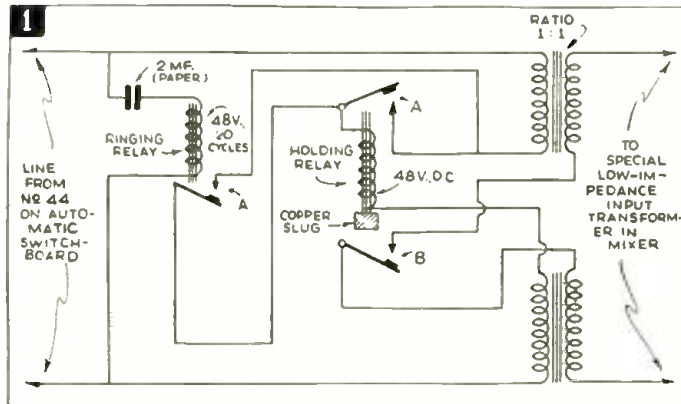 1
RATIO
1:1
2 MF.
(PAPER)
A
48V.,
20
CYCLES
RINGING
RELAY
A
HOLDING
RELAY
48V., D.C
COPPER
SLUG
B
LINE
FROM
Nº 44
ON AUTO-
MATIC
SWITCH-
BOARD
TO
SPECIAL
LOW-IM-
PEDANCE
INPUT
TRANSFORM-
ER IN
MIXER